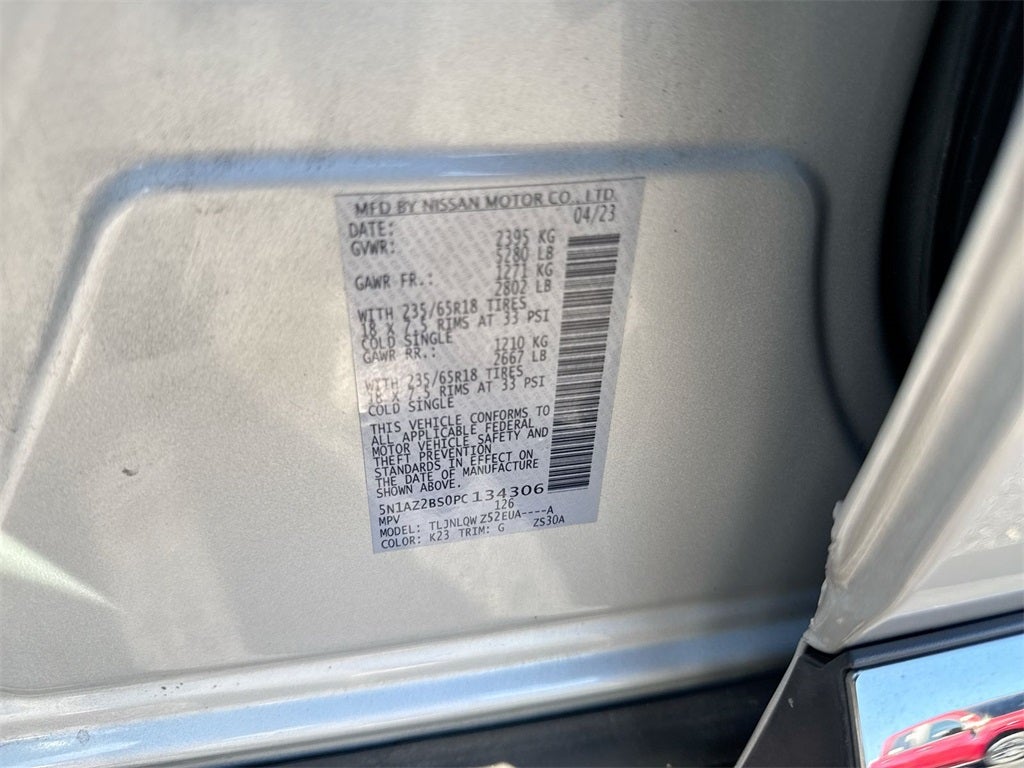 MFD BY NISSAN MOTOR CO., LTD.
DATE: 04/23
GVWR: 2395 KG
5280 LB
GAWR FR.: 1271 KG
2802 LB
WITH 235/65R18 TIRES
18 X 7.5 RIMS AT 33 PSI
COLD SINGLE
GAWR RR.: 1210 KG
2667 LB
WITH 235/65R18 TIRES
18 X 7.5 RIMS AT 33 PSI
COLD SINGLE
THIS VEHICLE CONFORMS TO
ALL APPLICABLE FEDERAL
MOTOR VEHICLE SAFETY AND
THEFT PREVENTION
STANDARDS IN EFFECT ON
THE DATE OF MANUFACTURE
SHOWN ABOVE.
5N1AZ2BS0PC134306
MPV 126
MODEL: TLJNLQW Z52EUA----A
COLOR: K23 TRIM: G ZS30A